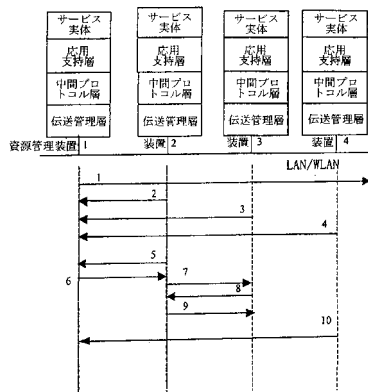 サービス
実体
応用
支持層
中間プロ
トコル層
伝送管理層
サービス
実体
応用
支持層
中間プロ
トコル層
伝送管理層
サービス
実体
応用
支持層
中間プロ
トコル層
伝送管理層
サービス
実体
応用
支持層
中間プロ
トコル層
伝送管理層
資源管理装置 1
装置 2
装置 3
装置 4
LAN/WLAN
1
2
3
4
5
6
7
8
9
10